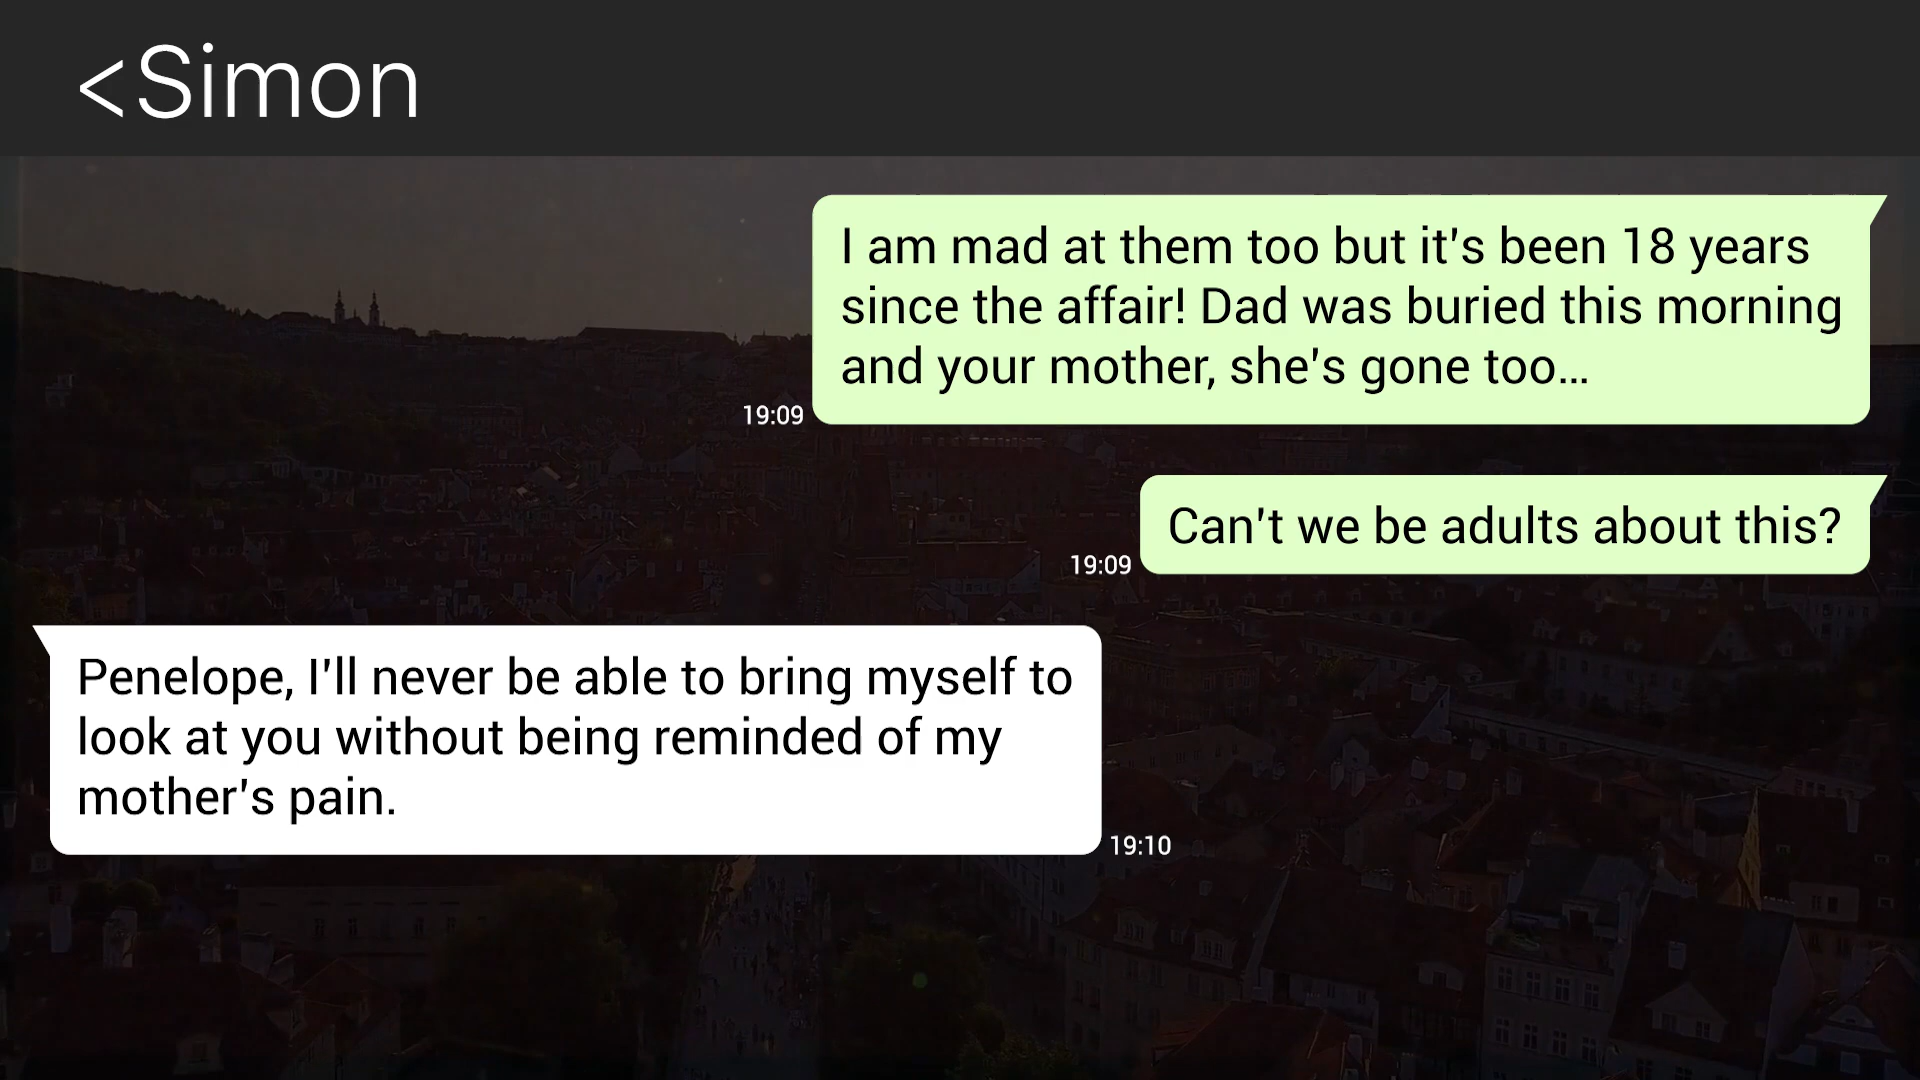 <Simon
I am mad at them too but it's been 18 years
since the affair! Dad was buried this morning
and your mother, she's gone too...
19:09
Can't we be adults about this?
19:09
Penelope, I'll never be able to bring myself to
look at you without being reminded of my
mother's pain.
19:10